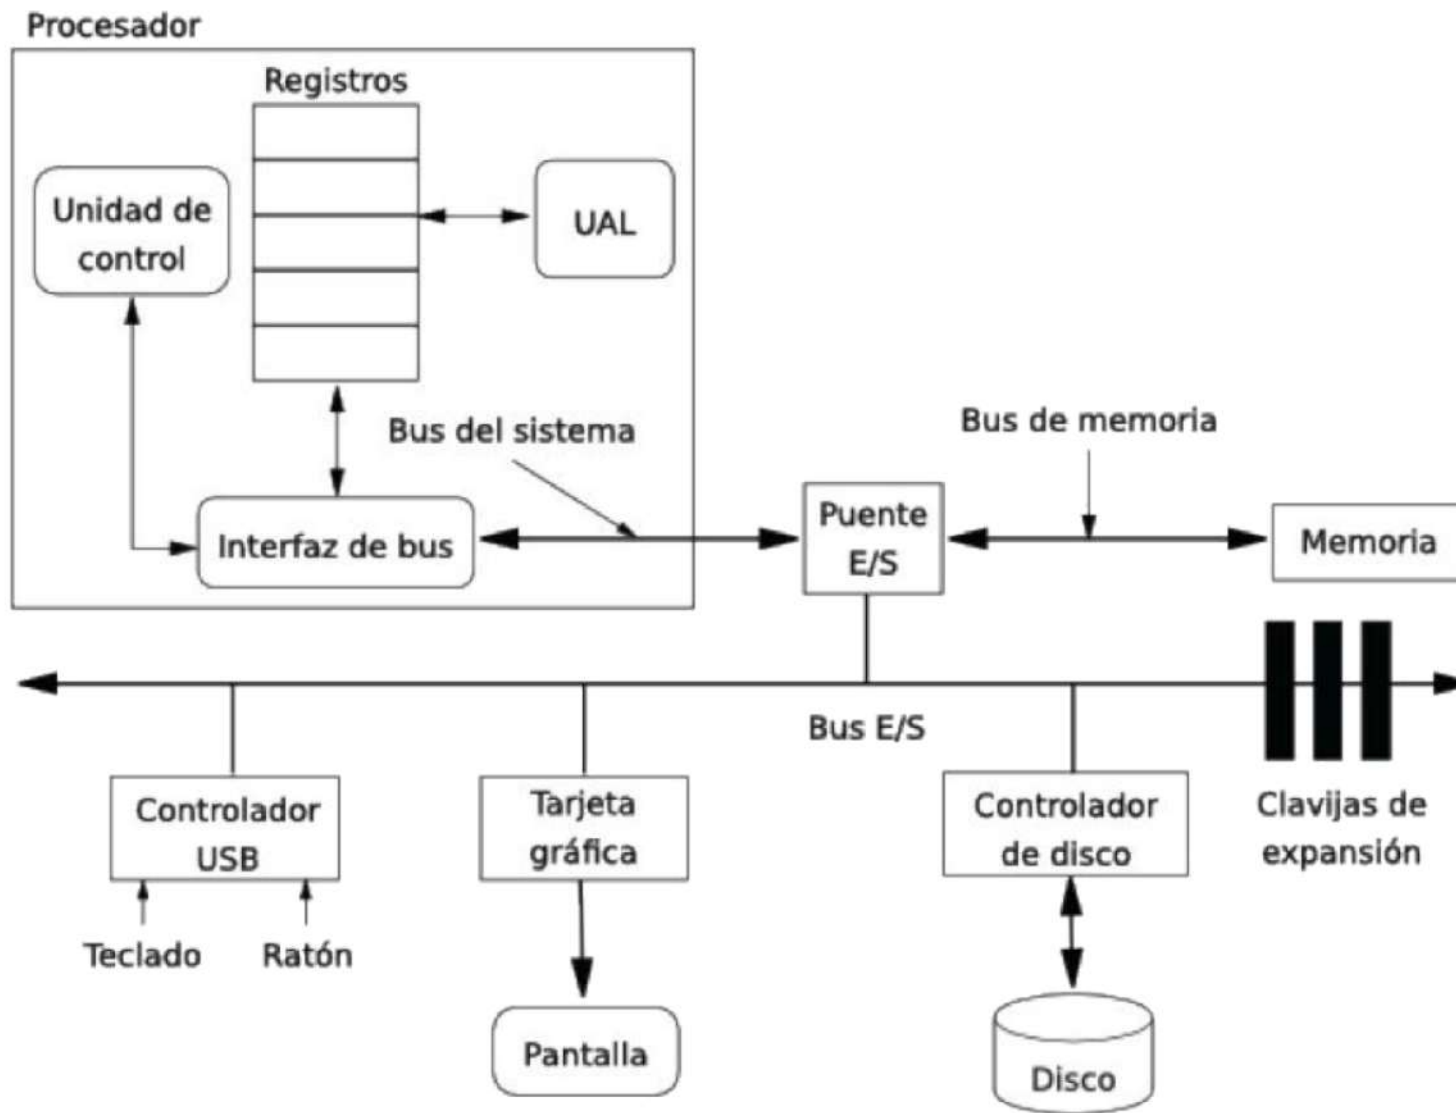 Procesador
Registros
Unidad de
control
UAL
Bus del sistema
Interfaz de bus
Bus de memoria
Puente
E/S
Memoria
Bus E/S
Controlador
USB
Tarjeta
gráfica
Controlador
de disco
Clavijas de
expansión
Teclado
Ratón
Pantalla
Disco